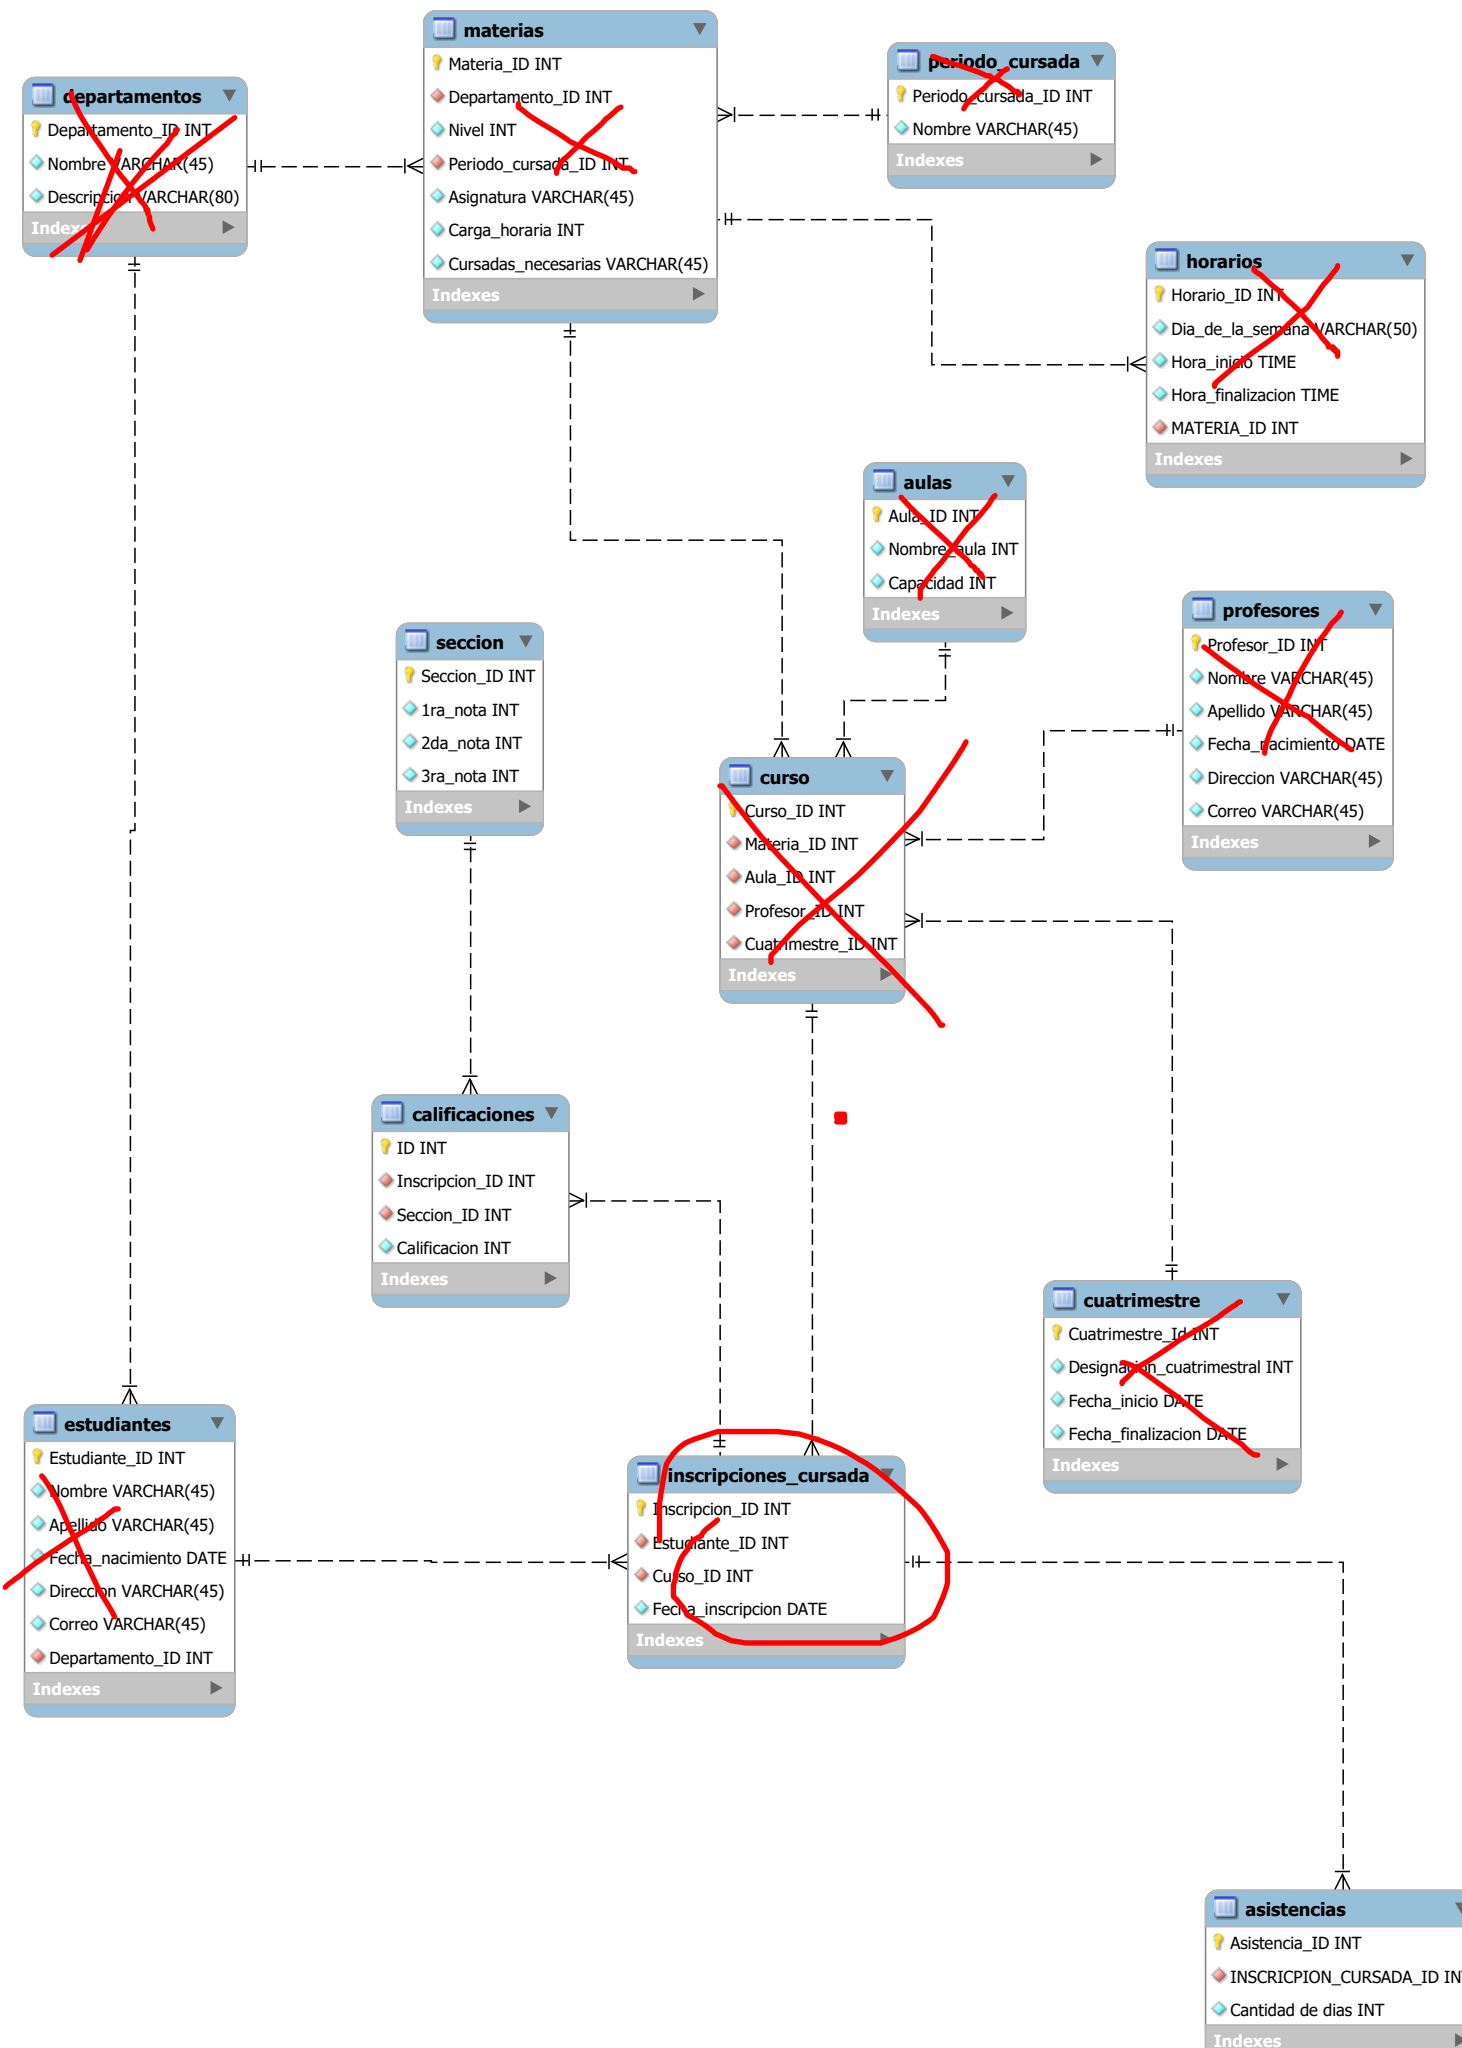 materias
Materia_ID INT
Departamento_ID INT
Nivel INT
Periodo_cursada_ID INT
Asignatura VARCHAR(45)
Carga_horaria INT
Cursadas_necesarias VARCHAR(45)
Indexes
periodo_cursada
Periodo_cursada_ID INT
Nombre VARCHAR(45)
Indexes
departamentos
Departamento_ID INT
Nombre VARCHAR(45)
Descripcion VARCHAR(80)
Indexes
horarios
Horario_ID INT
Dia_de_la_semana VARCHAR(50)
Hora_inicio TIME
Hora_finalizacion TIME
MATERIA_ID INT
Indexes
aulas
Aula_ID INT
Nombre_aula INT
Capacidad INT
Indexes
profesores
Profesor_ID INT
Nombre VARCHAR(45)
Apellido VARCHAR(45)
Fecha_nacimiento DATE
Direccion VARCHAR(45)
Correo VARCHAR(45)
Indexes
seccion
Seccion_ID INT
1ra_nota INT
2da_nota INT
3ra_nota INT
Indexes
curso
Curso_ID INT
Materia_ID INT
Aula_ID INT
Profesor_ID INT
Cuatrimestre_ID INT
Indexes
calificaciones
ID INT
Inscripcion_ID INT
Seccion_ID INT
Calificacion INT
Indexes
cuatrimestre
Cuatrimestre_Id INT
Designacion_cuatrimestral INT
Fecha_inicio DATE
Fecha_finalizacion DATE
Indexes
estudiantes
Estudiante_ID INT
Nombre VARCHAR(45)
Apellido VARCHAR(45)
Fecha_nacimiento DATE
Direccion VARCHAR(45)
Correo VARCHAR(45)
Departamento_ID INT
Indexes
inscripciones_cursada
Inscripcion_ID INT
Estudiante_ID INT
Curso_ID INT
Fecha_inscripcion DATE
Indexes
asistencias
Asistencia_ID INT
INSCRICPION_CURSADA_ID IN
Cantidad de dias INT
Indexes